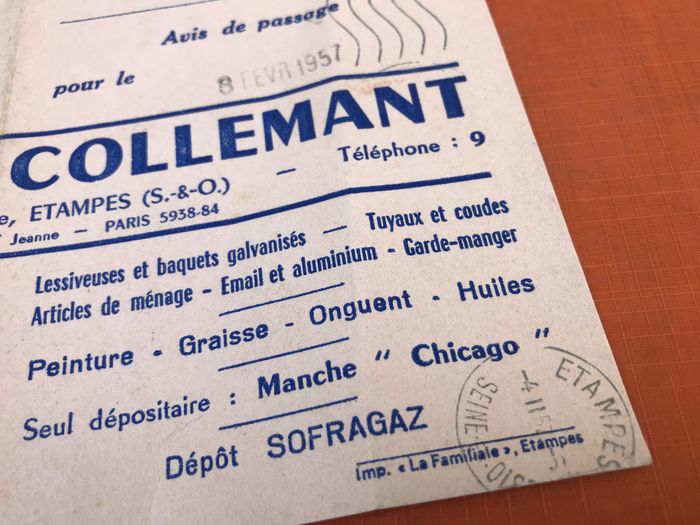 Avis de passage
pour le 8 FEVR 1957
COLLEMANT
e, ETAMPES (S.-&-O.) — Téléphone : 9
Jeanne — PARIS 5938-84
Lessiveuses et baquets galvanisés — Tuyaux et coudes
Articles de ménage - Email et aluminium - Garde-manger
Peinture - Graisse - Onguent - Huiles
Seul dépositaire : Manche " Chicago "
Dépôt SOFRAGAZ
Imp. « La Familiale », Etampes
ETAMPES
SEINE